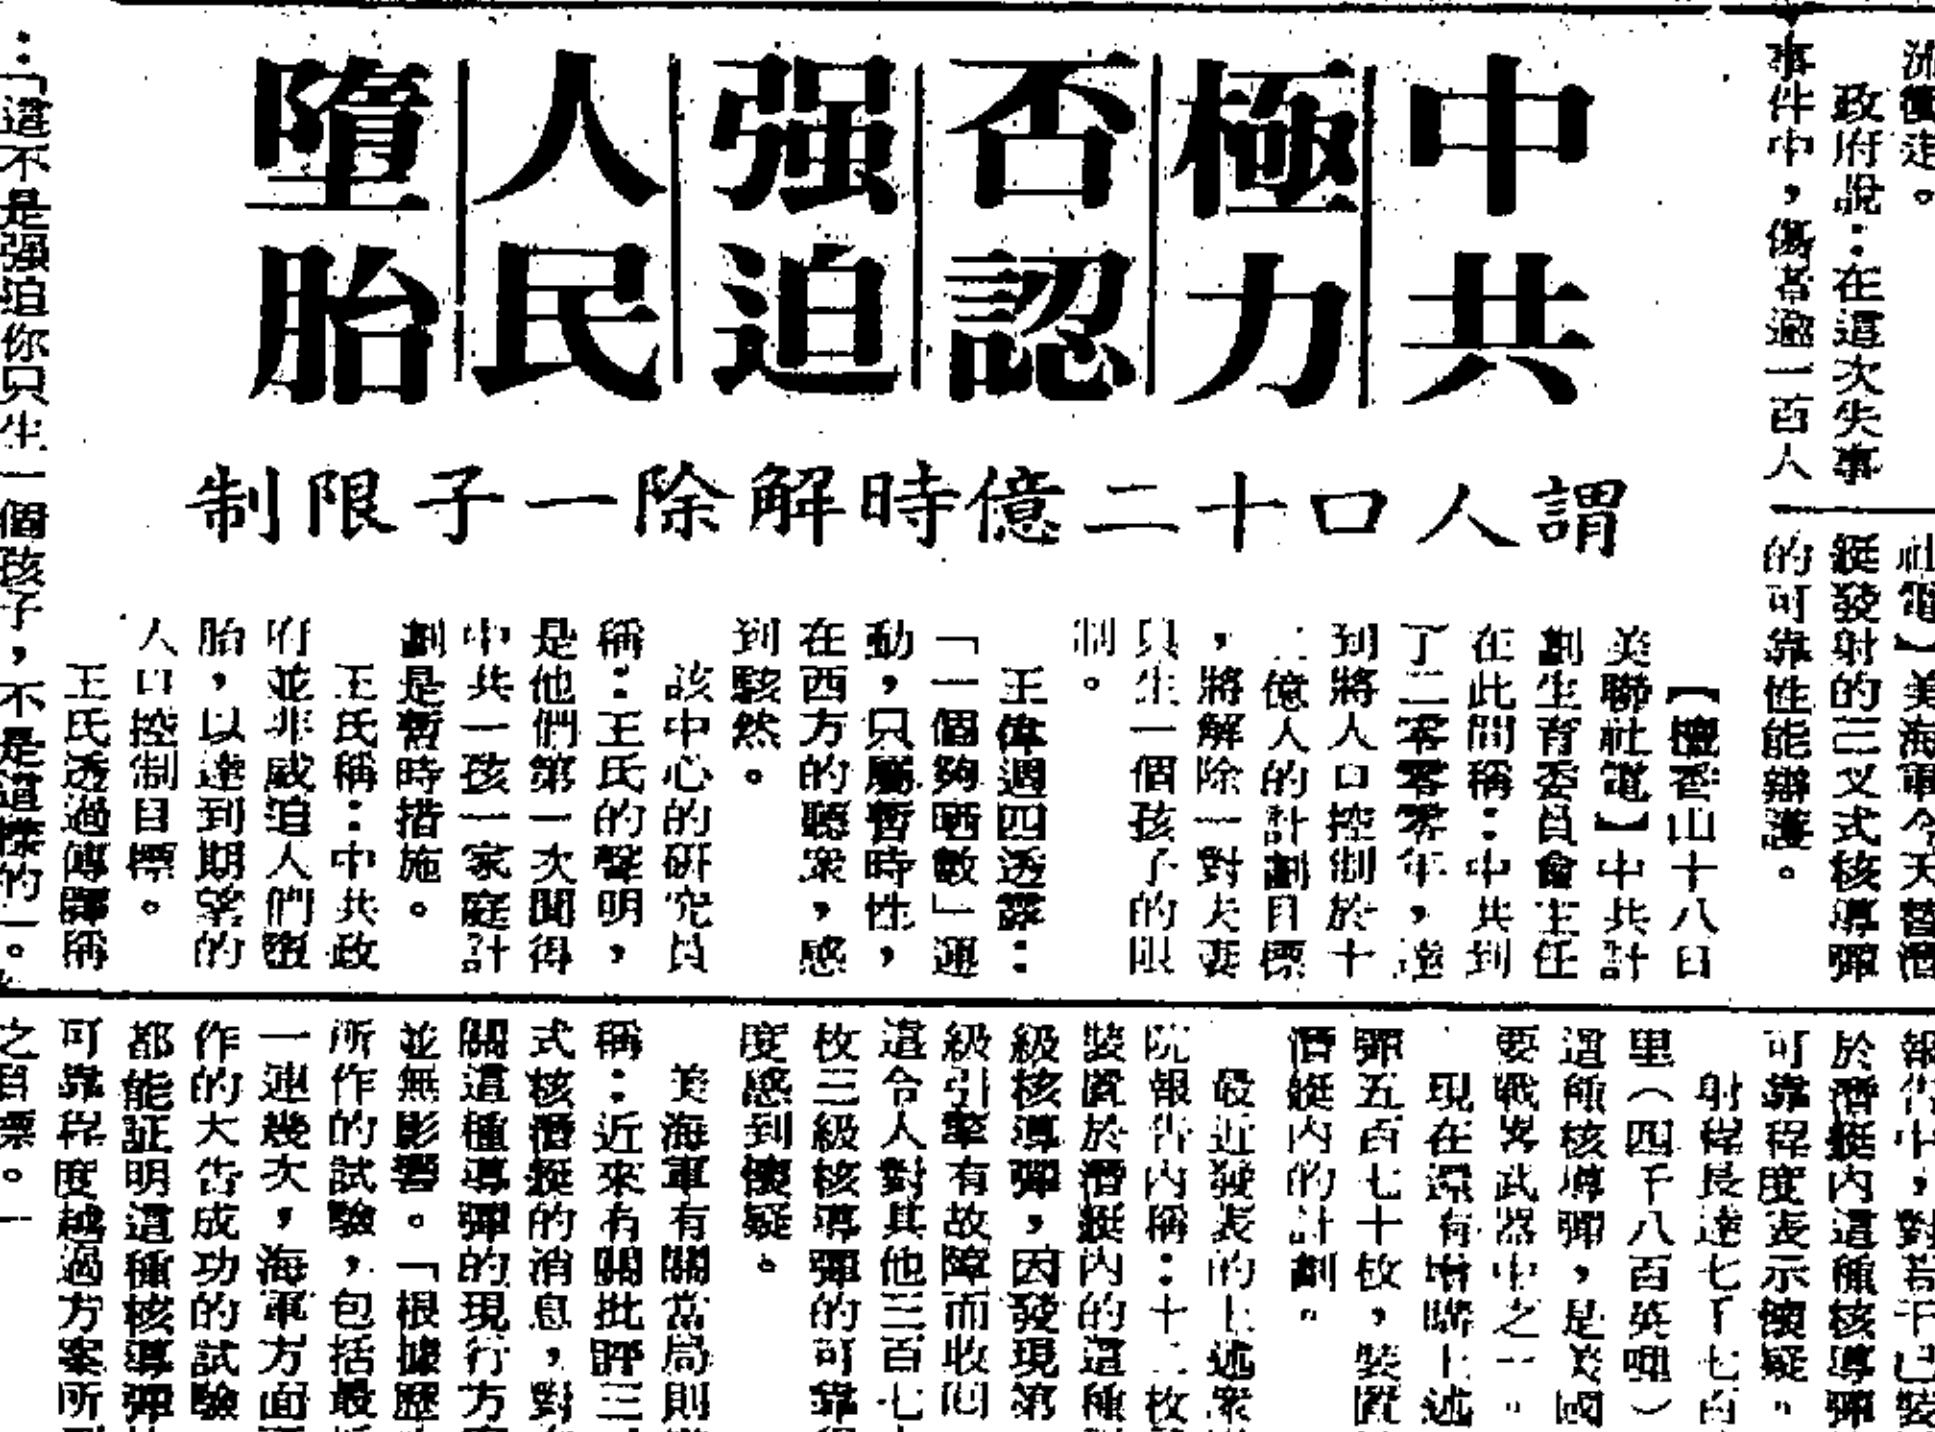 流衝走。
政府說：在這次失事
事件中，傷者逾一百人
中共
極力
否認
强迫
人民
墮胎
謂人口十二億時解除一子限制
【檀香山十八日
美聯社電】中共計
劃生育委員會主任
在此間稱：中共到
了二零零零年，達
到將人口控制於十
二億人的計劃目標
，將解除一對夫妻
只生一個孩子的限
制。
王偉週四透露：
「一個夠晒數」運
動，只屬暫時性，
在西方的聽衆，感
到駭然。
該中心的研究員
稱：王氏的聲明，
是他們第一次聞得
中共一孩一家庭計
劃是暫時措施。
王氏稱：中共政
府並非威迫人們墮
胎，以達到期望的
人口控制目標。
王氏透過傳譯稱
：「這不是强迫你只生一個孩子，不是這樣的」。
社電】美海軍今天替潛
艇發射的三叉式核導彈
的可靠性能辯護。
報告中，對若干已裝
於潛艇內這種核導彈
可靠程度表示懷疑。
射程長達七千七百
里（四千八百英哩）
這種核導彈，是美國
要戰畧武器中之一。
現在還有增購上述
彈五百七十枚，裝置
潛艇內的計劃。
最近發表的上述衆
院報告內稱：十二枚
裝置於潛艇內的這種
級核導彈，因發現第
級引擎有故障而收回
這令人對其他三百七
枚三級核導彈的可靠
度感到懷疑。
美海軍有關當局則
稱：近來有關批評三
式核潛艇的消息，對
關這種導彈的現行方
並無影響。「根據歷
所作的試驗，包括最
一連幾次，海軍方面
作的大告成功的試驗
都能証明這種核導彈
可靠程度越過方案所
之目標。」